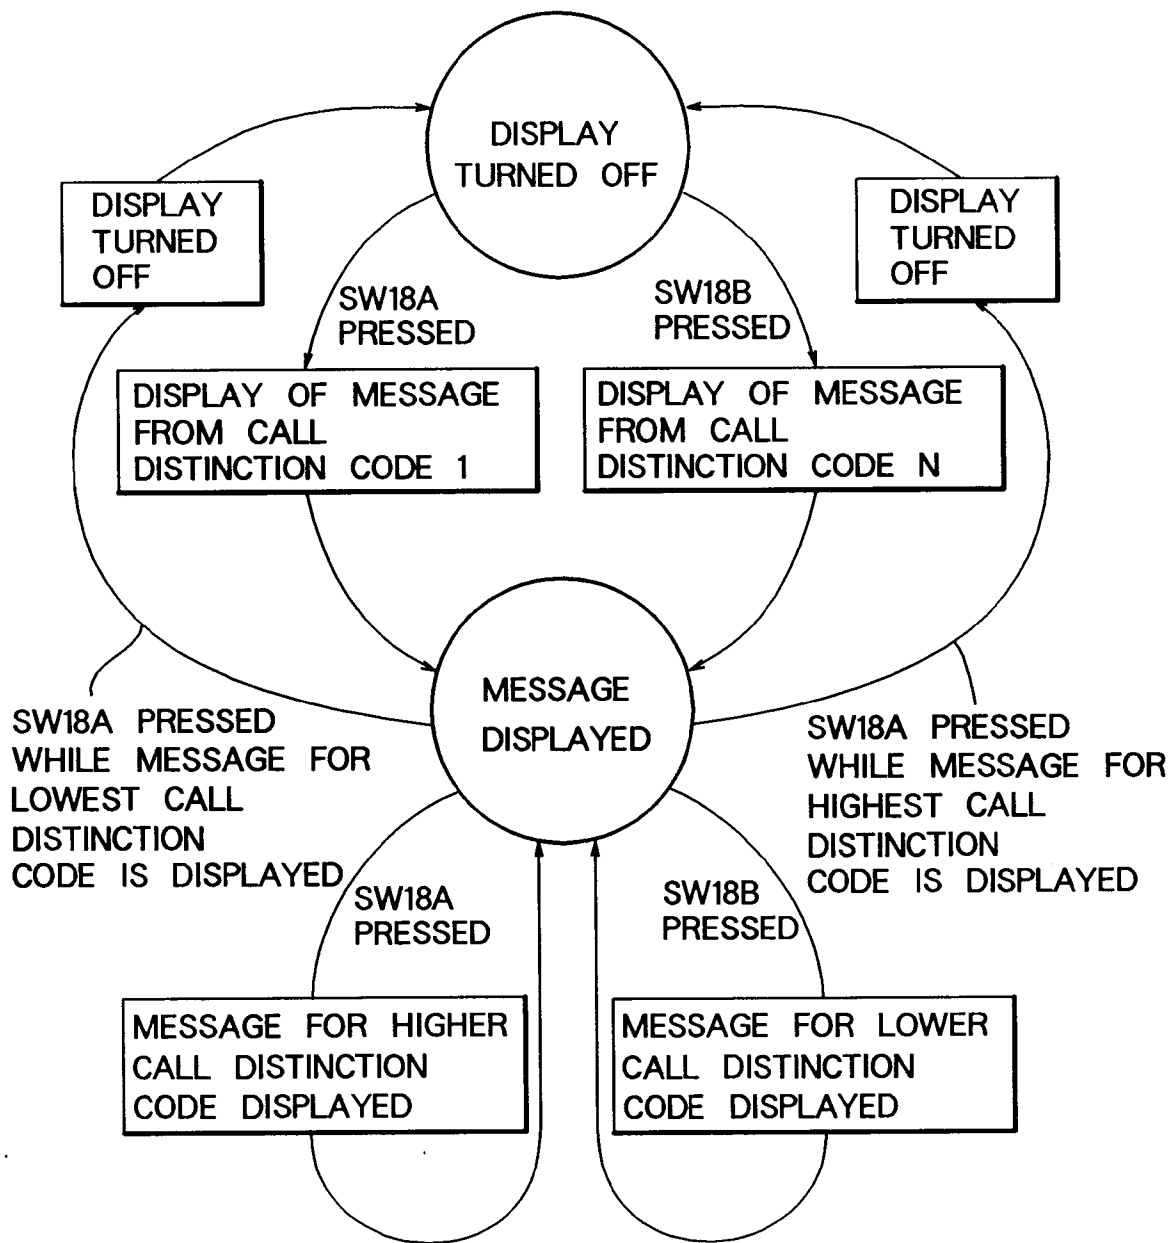 DISPLAY
TURNED OFF
DISPLAY
TURNED
OFF
DISPLAY
TURNED
OFF
SW18A
PRESSED
SW18B
PRESSED
DISPLAY OF MESSAGE
FROM CALL
DISTINCTION CODE 1
DISPLAY OF MESSAGE
FROM CALL
DISTINCTION CODE N
MESSAGE
DISPLAYED
SW18A PRESSED
WHILE MESSAGE FOR
LOWEST CALL
DISTINCTION
CODE IS DISPLAYED
SW18A PRESSED
WHILE MESSAGE FOR
HIGHEST CALL
DISTINCTION
CODE IS DISPLAYED
SW18A
PRESSED
SW18B
PRESSED
MESSAGE FOR HIGHER
CALL DISTINCTION
CODE DISPLAYED
MESSAGE FOR LOWER
CALL DISTINCTION
CODE DISPLAYED